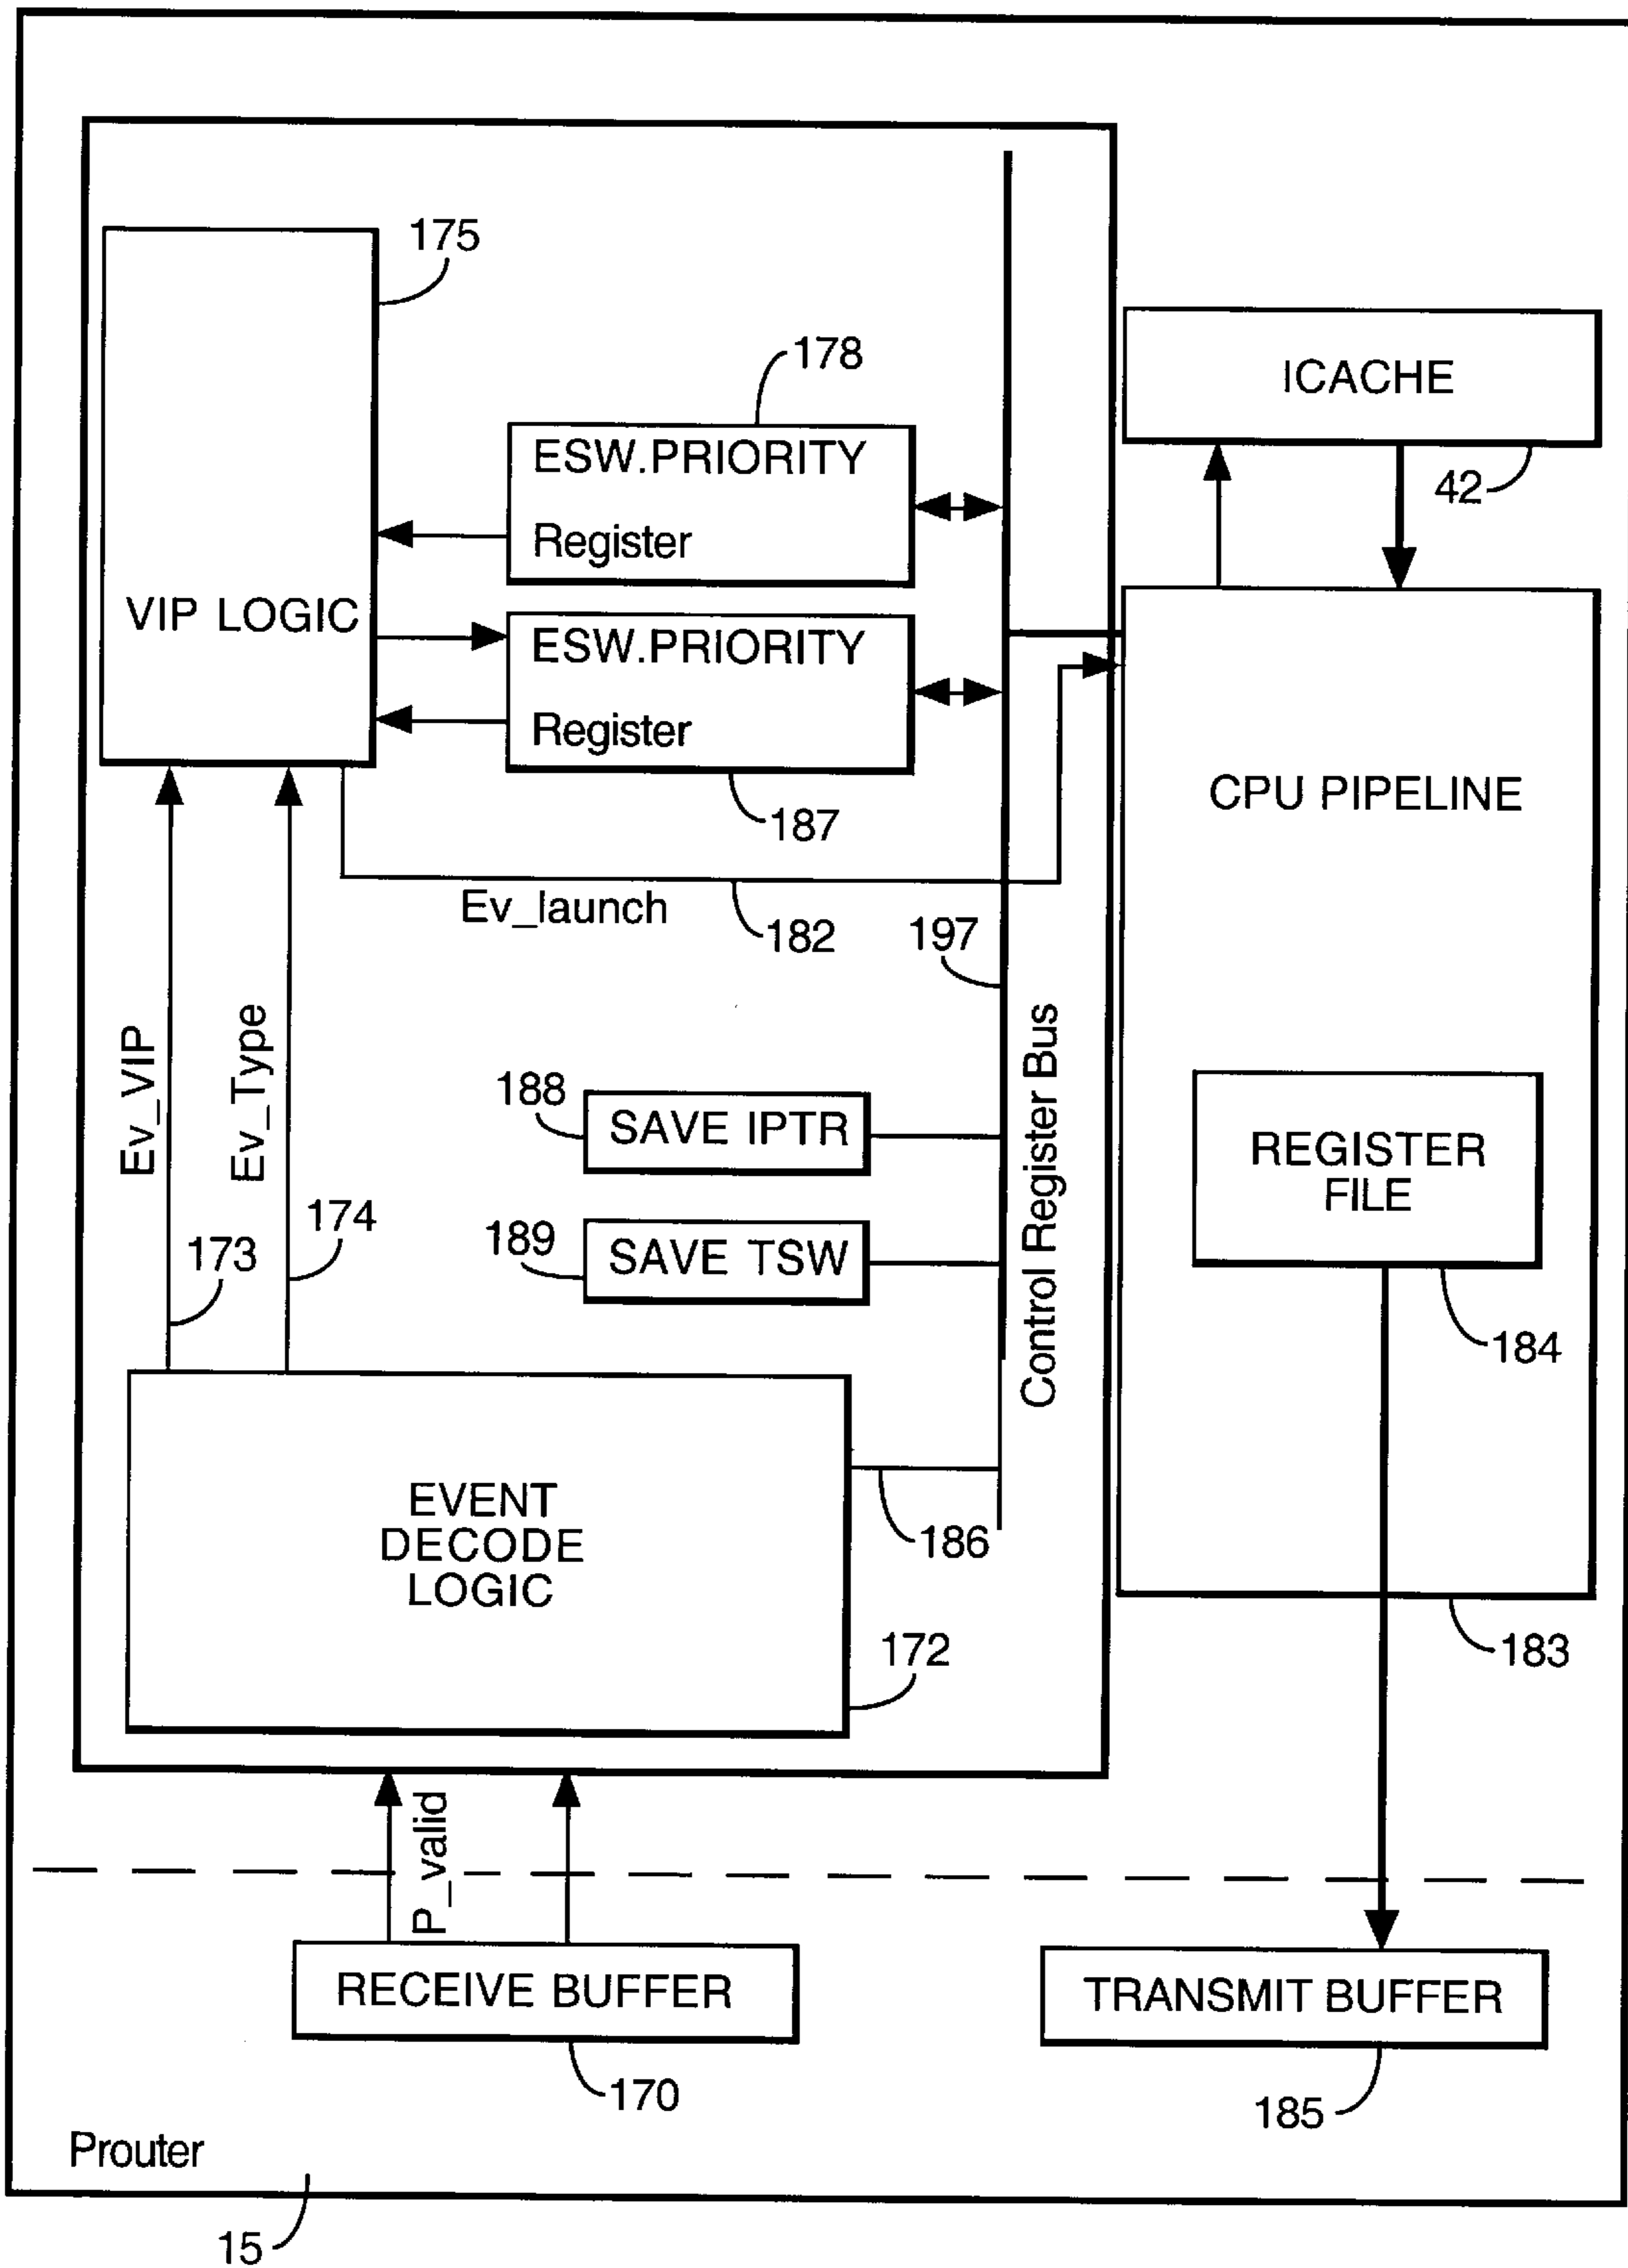 175
178
ICACHE
ESW.PRIORITY
Register
42
VIP LOGIC
ESW.PRIORITY
Register
CPU PIPELINE
187
Ev_launch
182
197
Ev_VIP
Ev_Type
Control Register Bus
188
SAVE IPTR
REGISTER
FILE
174
189
SAVE TSW
173
184
EVENT
DECODE
LOGIC
186
172
183
P_valid
RECEIVE BUFFER
TRANSMIT BUFFER
170
185
Prouter
15